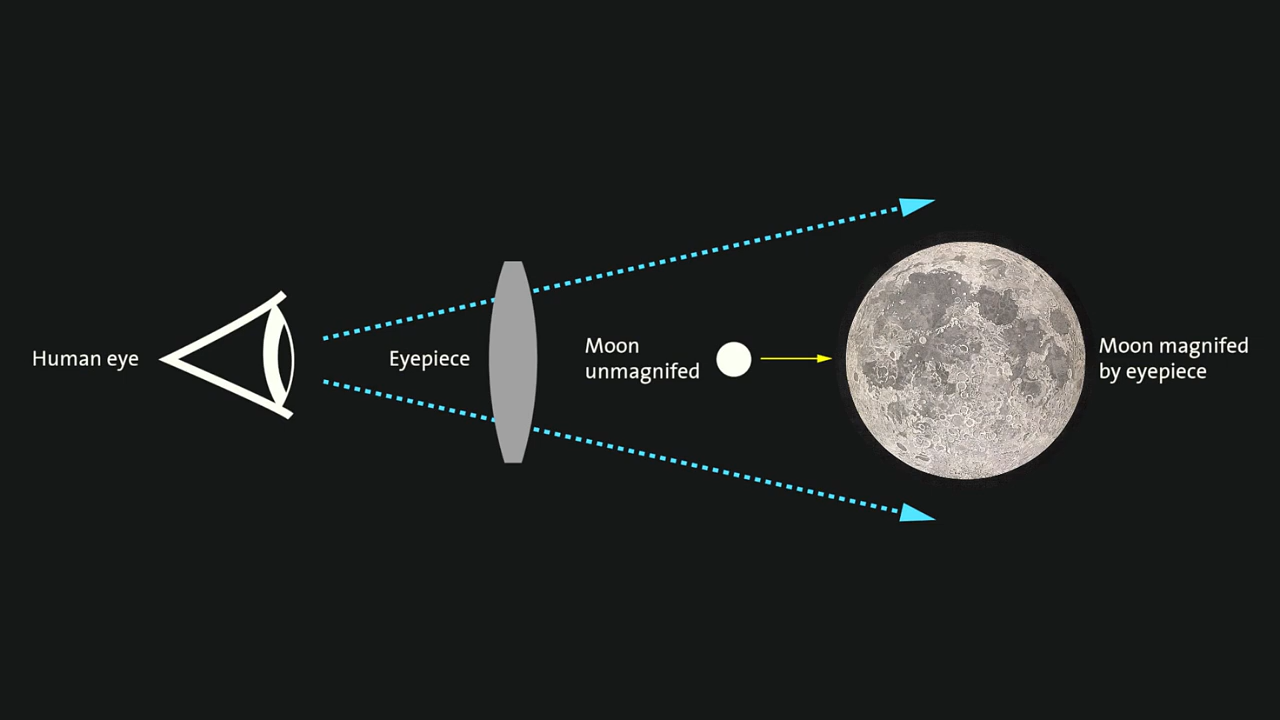 Human eye
Eyepiece
Moon
unmagnifed
Moon magnifed
by eyepiece